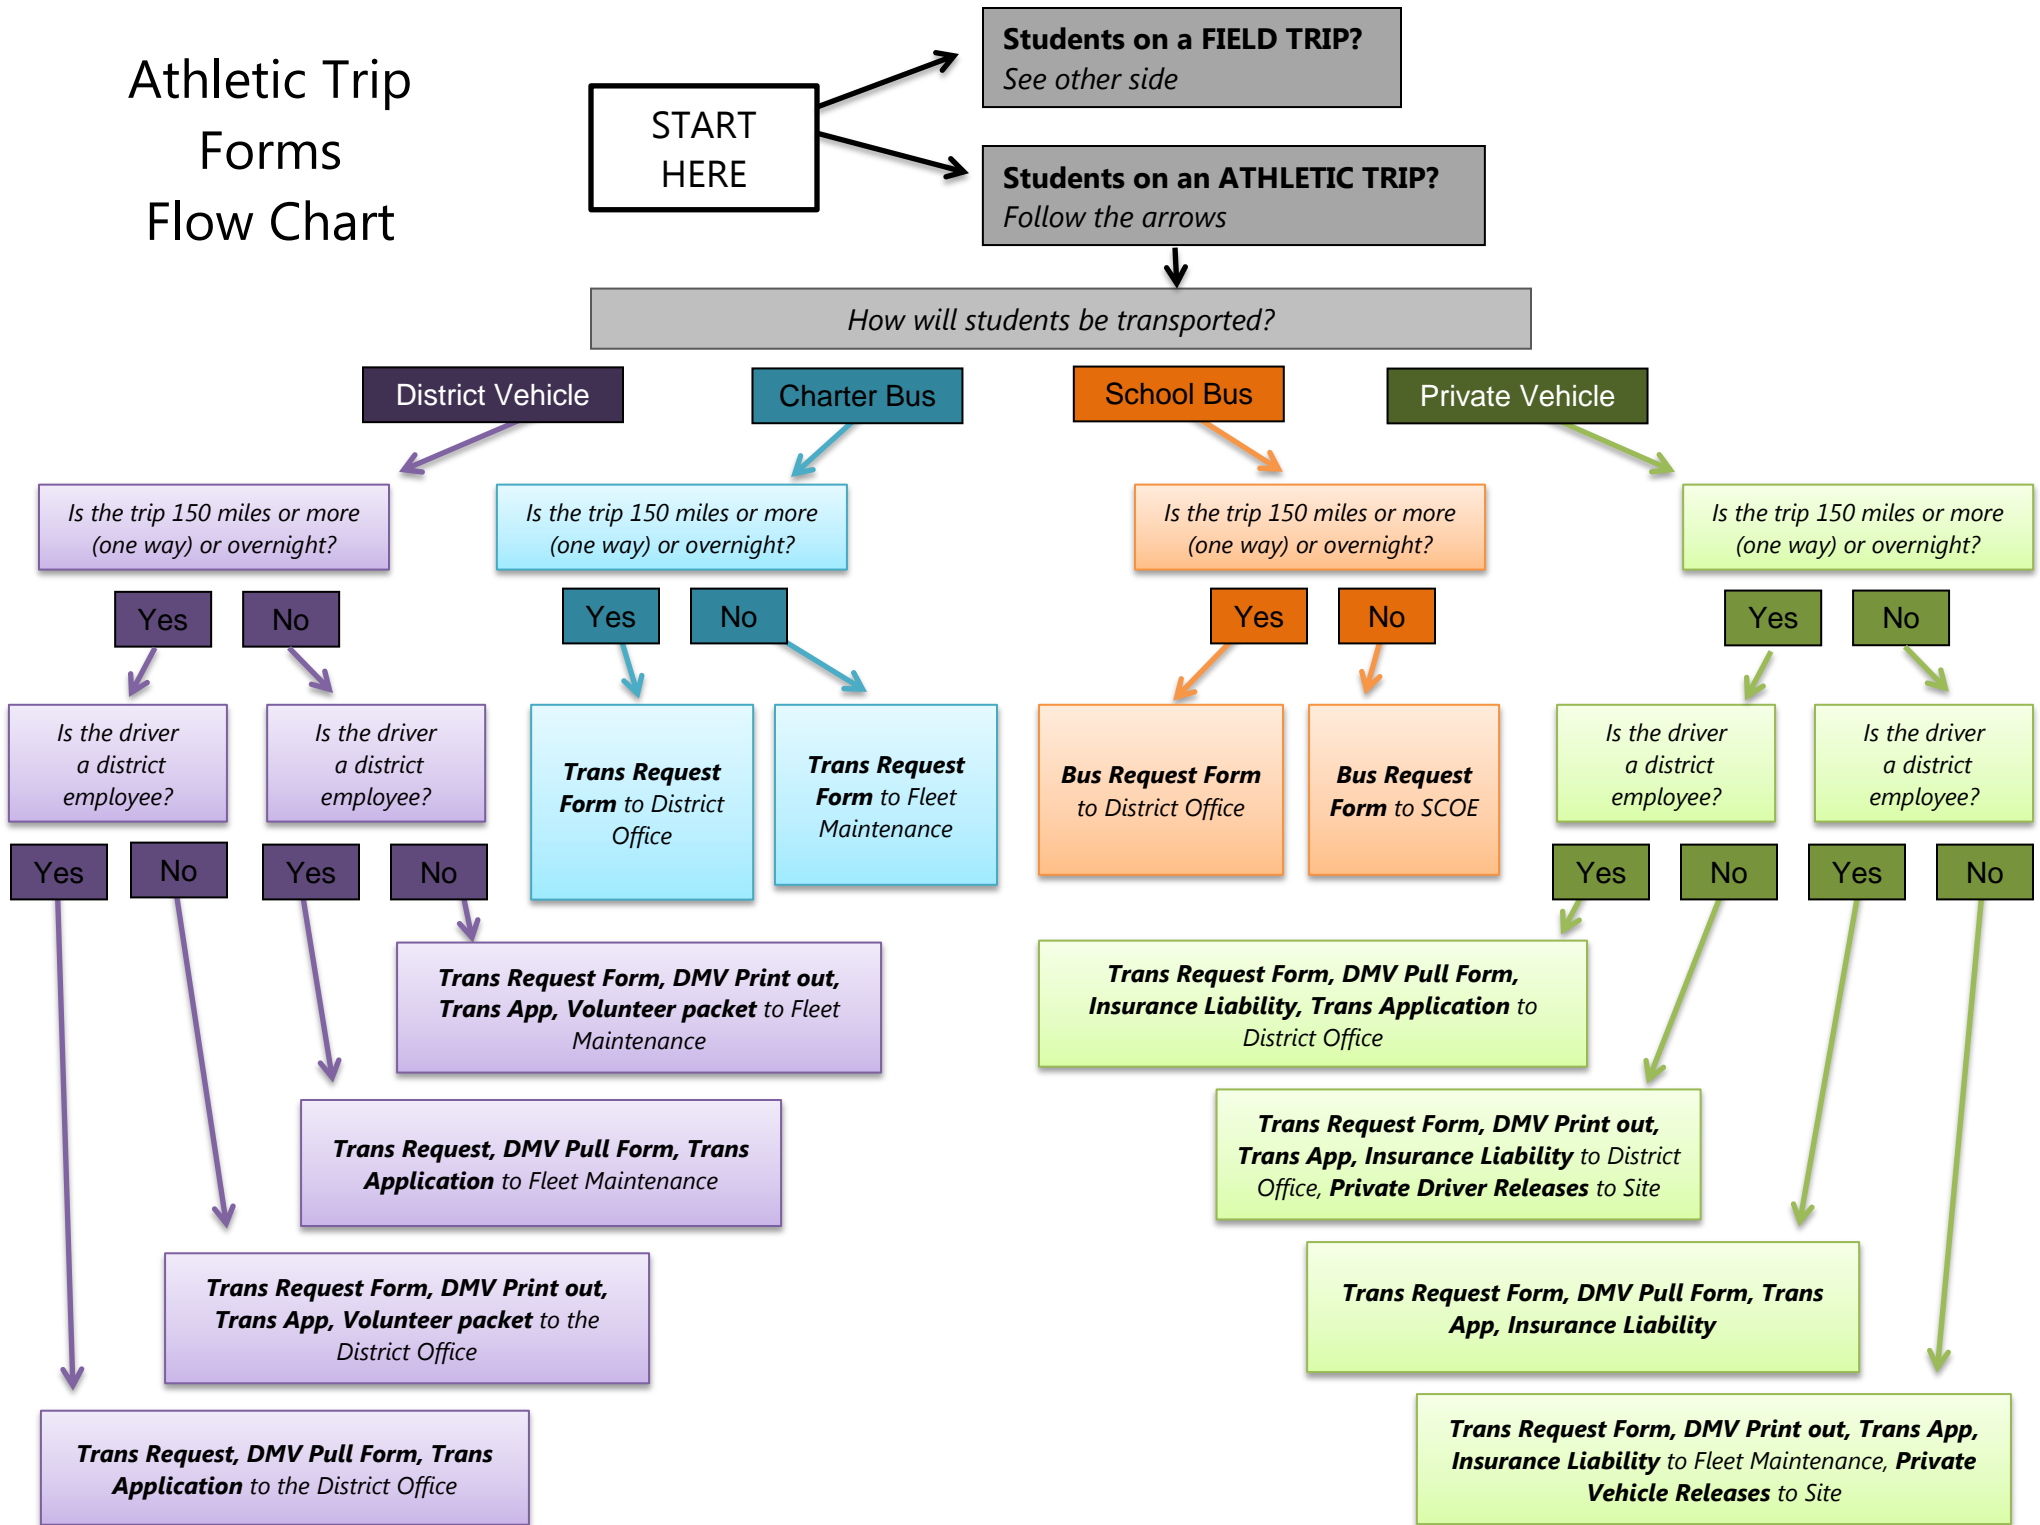 Athletic Trip
Forms
Flow Chart
START
HERE
Students on a FIELD TRIP?
See other side
Students on an ATHLETIC TRIP?
Follow the arrows
How will students be transported?
District Vehicle
Charter Bus
School Bus
Private Vehicle
Is the trip 150 miles or more
(one way) or overnight?
Is the trip 150 miles or more
(one way) or overnight?
Is the trip 150 miles or more
(one way) or overnight?
Is the trip 150 miles or more
(one way) or overnight?
Yes
No
Yes
No
Yes
No
Yes
No
Is the driver
a district
employee?
Is the driver
a district
employee?
Trans Request
Form to District
Office
Trans Request
Form to Fleet
Maintenance
Bus Request Form
to District Office
Bus Request
Form to SCOE
Is the driver
a district
employee?
Is the driver
a district
employee?
Yes
No
Yes
No
Yes
No
Yes
No
Trans Request Form, DMV Print out,
Trans App, Volunteer packet to Fleet
Maintenance
Trans Request Form, DMV Pull Form,
Insurance Liability, Trans Application to
District Office
Trans Request, DMV Pull Form, Trans
Application to Fleet Maintenance
Trans Request Form, DMV Print out,
Trans App, Insurance Liability to District
Office, Private Driver Releases to Site
Trans Request Form, DMV Print out,
Trans App, Volunteer packet to the
District Office
Trans Request Form, DMV Pull Form, Trans
App, Insurance Liability
Trans Request, DMV Pull Form, Trans
Application to the District Office
Trans Request Form, DMV Print out, Trans App,
Insurance Liability to Fleet Maintenance, Private
Vehicle Releases to Site